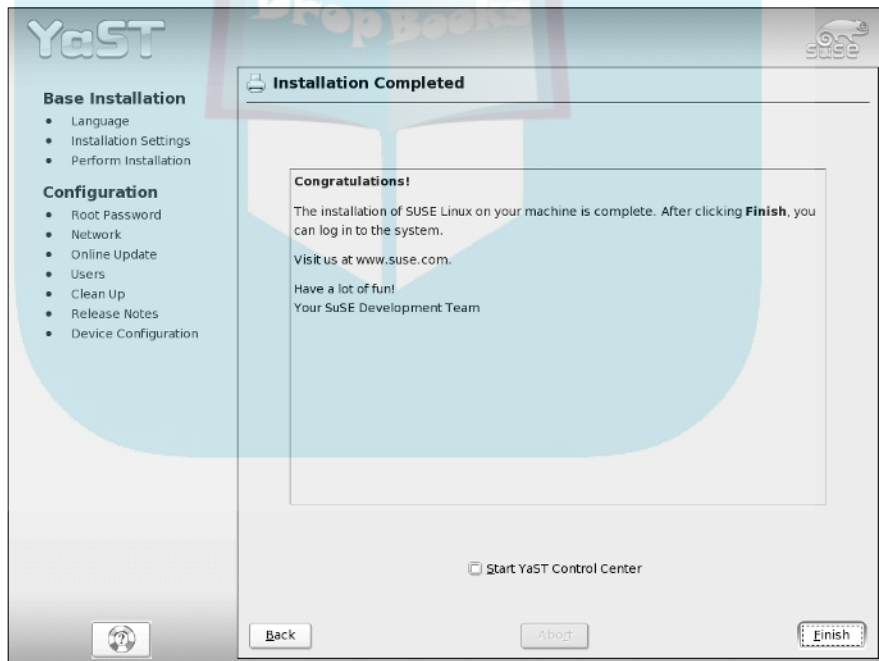 DropBooks
YaST
SUSE
Base Installation
• Language
• Installation Settings
• Perform Installation
Configuration
• Root Password
• Network
• Online Update
• Users
• Clean Up
• Release Notes
• Device Configuration
Installation Completed
Congratulations!
The installation of SUSE Linux on your machine is complete. After clicking Finish, you
can log in to the system.
Visit us at www.suse.com.
Have a lot of fun!
Your SuSE Development Team
Start YaST Control Center
Back
Abort
Finish